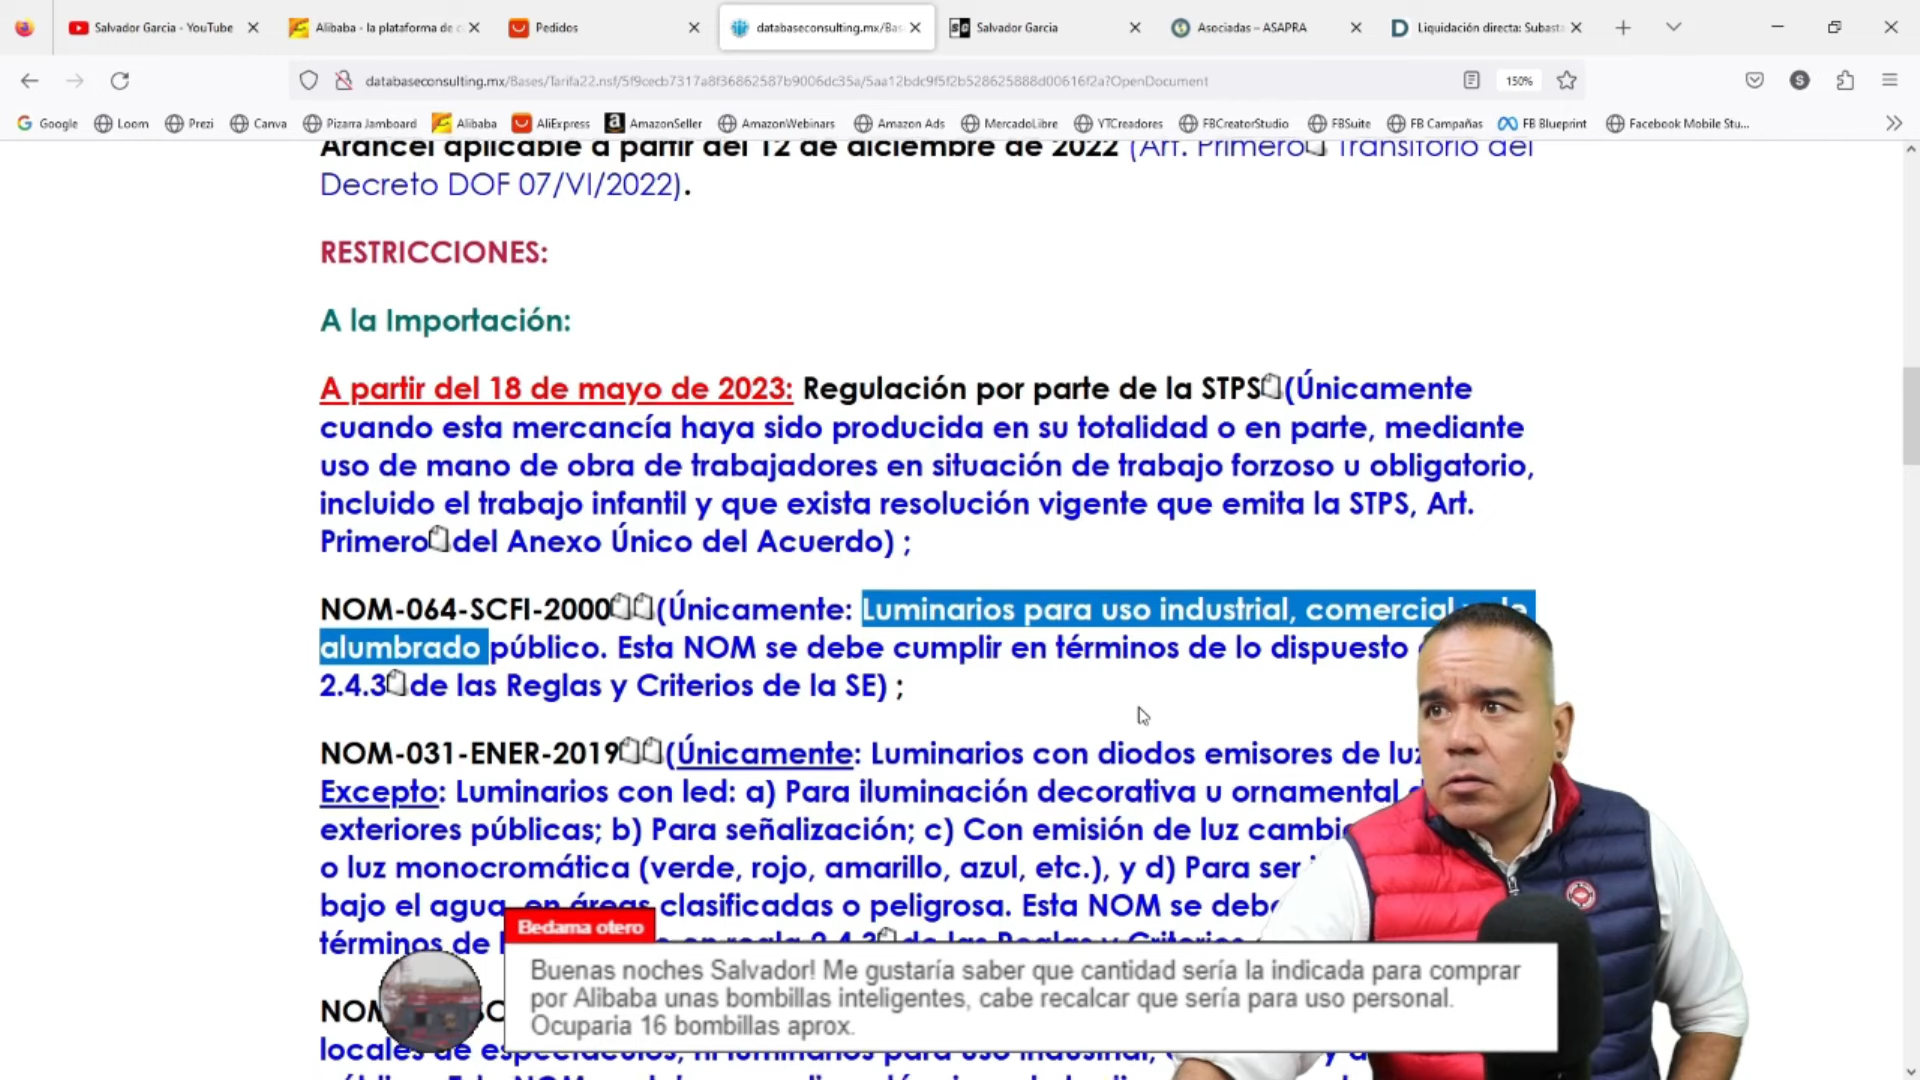 Salvador Garcia - YouTube
Alibaba - la plataforma de c
Pedidos
databaseconsulting.mx/Bas
Salvador Garcia
Asociadas – ASAPRA
Liquidación directa: Subasta
databaseconsulting.mx/Bases/Tarifa22.nsf/5f9cecb7317a8f36862587b9006dc35a/5aa12bdc9f5f2b528625888d00616f2a?OpenDocument
150%
S
Google
Loom
Prezi
Canva
Pizarra Jamboard
Alibaba
AliExpress
AmazonSeller
AmazonWebinars
Amazon Ads
MercadoLibre
YTCreadores
FBCreatorStudio
FBSuite
FB Campañas
FB Blueprint
Facebook Mobile Stu...
Arancel aplicable a partir del 12 de diciembre de 2022 (Art. Primero Transitorio del
Decreto DOF 07/VI/2022).
RESTRICCIONES:
A la Importación:
A partir del 18 de mayo de 2023: Regulación por parte de la STPS (Únicamente
cuando esta mercancía haya sido producida en su totalidad o en parte, mediante
uso de mano de obra de trabajadores en situación de trabajo forzoso u obligatorio,
incluido el trabajo infantil y que exista resolución vigente que emita la STPS, Art.
Primero del Anexo Único del Acuerdo) ;
NOM-064-SCFI-2000 (Únicamente: Luminarios para uso industrial, comercial y de
alumbrado público. Esta NOM se debe cumplir en términos de lo dispuesto
2.4.3 de las Reglas y Criterios de la SE) ;
NOM-031-ENER-2019 (Únicamente: Luminarios con diodos emisores de luz
Excepto: Luminarios con led: a) Para iluminación decorativa u ornamental
exteriores públicas; b) Para señalización; c) Con emisión de luz
o luz monocromática (verde, rojo, amarillo, azul, etc.), y d) Para ser
bajo el agua, en áreas clasificadas o peligrosa. Esta NOM se debe
términos de en regla 2.4.3 de las Reglas y Criterios
Bedama otero
Buenas noches Salvador! Me gustaría saber que cantidad sería la indicada para comprar
por Alibaba unas bombillas inteligentes, cabe recalcar que sería para uso personal.
Ocuparia 16 bombillas aprox.
locales de espectáculos, ni luminarios para uso industrial,